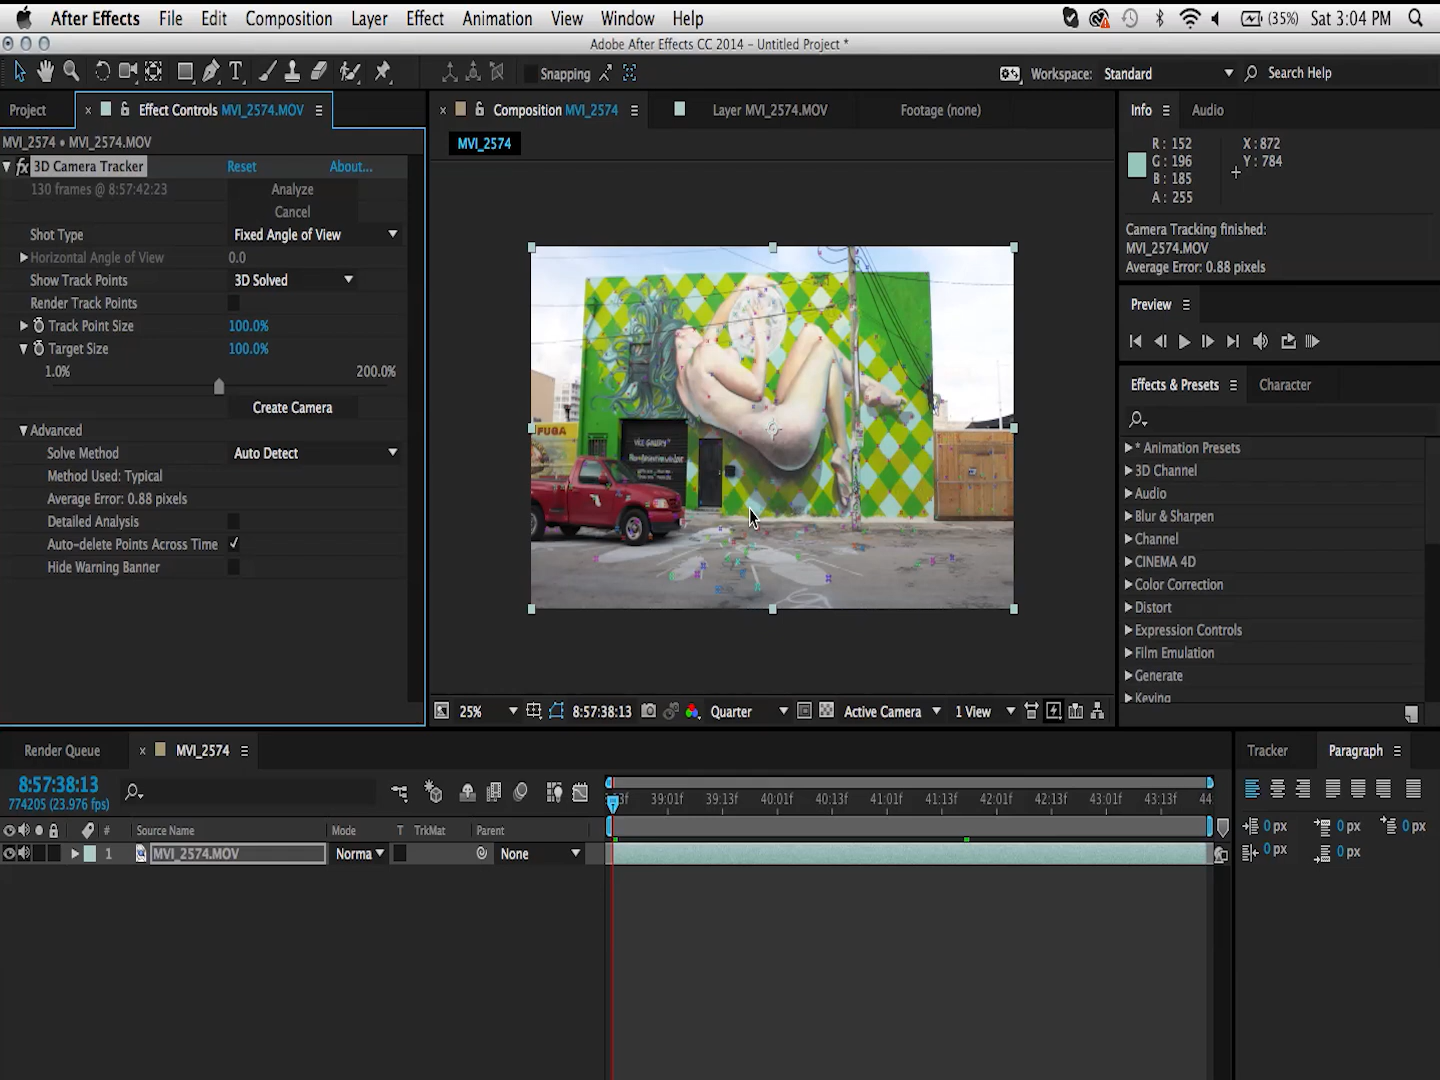 After Effects File Edit Composition Layer Effect Animation View Window Help (35%) Sat 3:04 PM
Adobe After Effects CC 2014 – Untitled Project *
T Snapping Workspace: Standard Search Help
Project × Effect Controls MVI_2574.MOV × Composition MVI_2574 Layer MVI_2574.MOV Footage (none) Info Audio
MVI_2574 • MVI_2574.MOV
MVI_2574
R : 152 X : 872
G : 196 Y : 784
B : 185
A : 255
fx 3D Camera Tracker Reset About...
130 frames @ 8:57:42:23 Analyze
Cancel
Shot Type Fixed Angle of View
Horizontal Angle of View 0.0
Show Track Points 3D Solved
Render Track Points
Track Point Size 100.0%
Target Size 100.0%
1.0% 200.0%
Create Camera
Advanced
Solve Method Auto Detect
Method Used: Typical
Average Error: 0.88 pixels
Detailed Analysis
Auto-delete Points Across Time
Hide Warning Banner
Camera Tracking finished:
MVI_2574.MOV
Average Error: 0.88 pixels
Preview
Effects & Presets Character
* Animation Presets
3D Channel
Audio
Blur & Sharpen
Channel
CINEMA 4D
Color Correction
Distort
Expression Controls
Film Emulation
Generate
Keying
FUGA
VICE GALLERY
25% 8:57:38:13 Quarter Active Camera 1 View
Render Queue × MVI_2574 Tracker Paragraph
8:57:38:13
774205 (23.976 fps)
39:01f 39:13f 40:01f 40:13f 41:01f 41:13f 42:01f 42:13f 43:01f 43:13f 44
# Source Name Mode T TrkMat Parent
1 MVI_2574.MOV Norma None
0 px 0 px 0 px
0 px 0 px